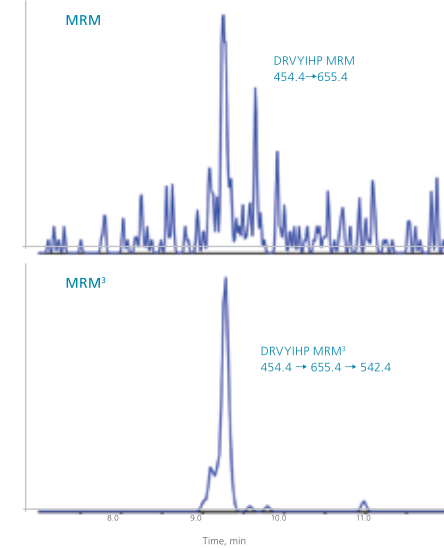 MRM
DRVYIHP MRM
454.4→655.4
MRM³
DRVYIHP MRM³
454.4 → 655.4 → 542.4
8.0 9.0 10.0 11.0
Time, min